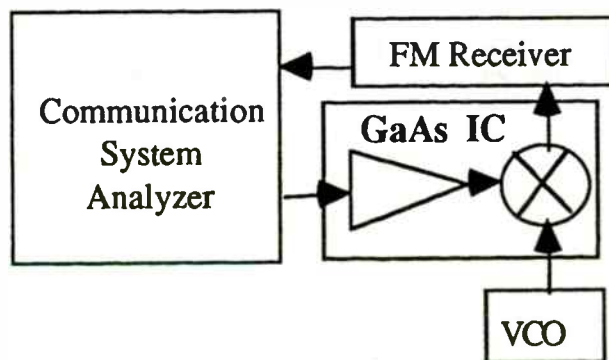 Communication
System
Analyzer
FM Receiver
GaAs IC
VCO